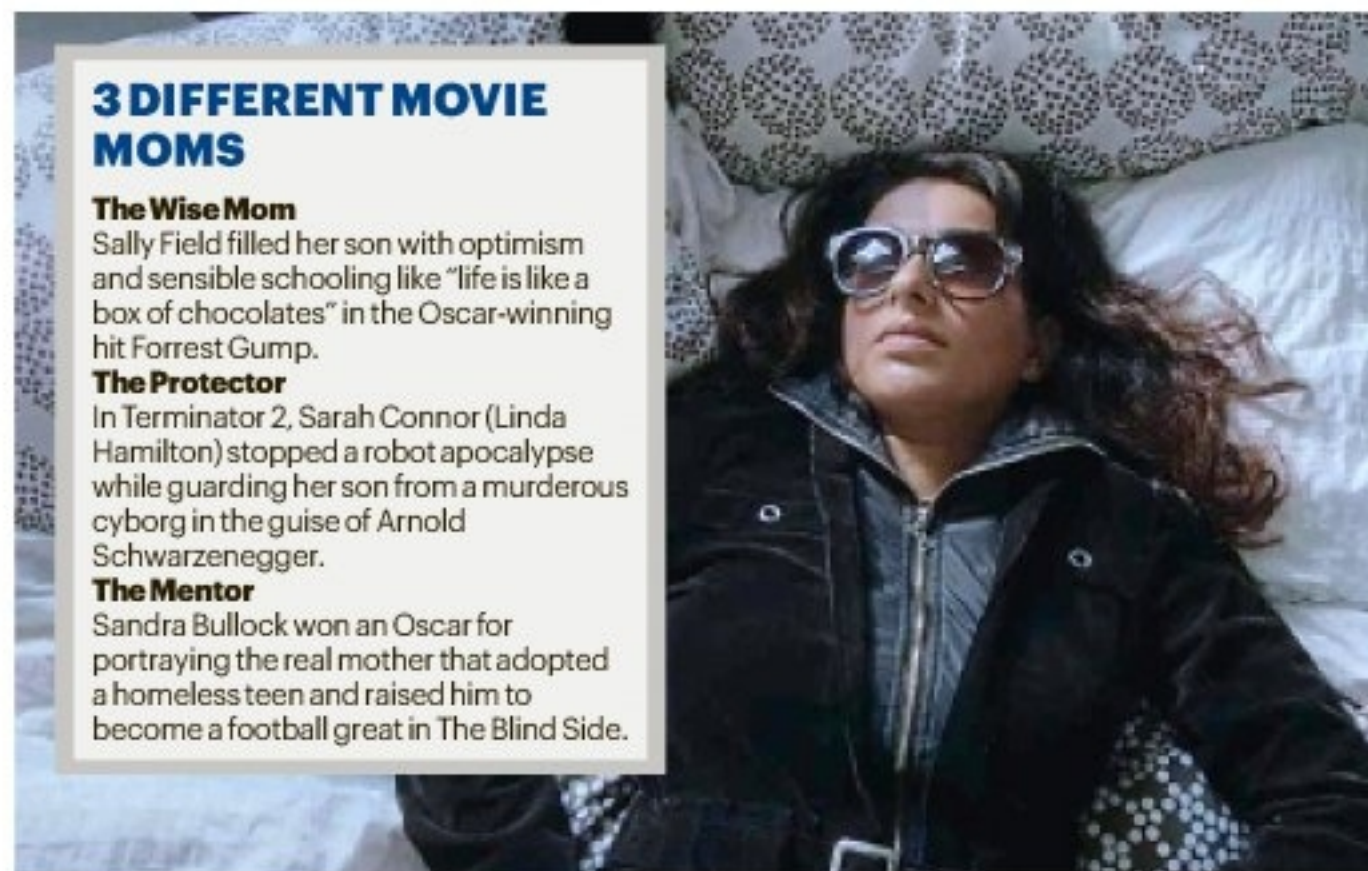 3 DIFFERENT MOVIE
MOMS
The Wise Mom
Sally Field filled her son with optimism
and sensible schooling like “life is like a
box of chocolates” in the Oscar-winning
hit Forrest Gump.
The Protector
In Terminator 2, Sarah Connor (Linda
Hamilton) stopped a robot apocalypse
while guarding her son from a murderous
cyborg in the guise of Arnold
Schwarzenegger.
The Mentor
Sandra Bullock won an Oscar for
portraying the real mother that adopted
a homeless teen and raised him to
become a football great in The Blind Side.